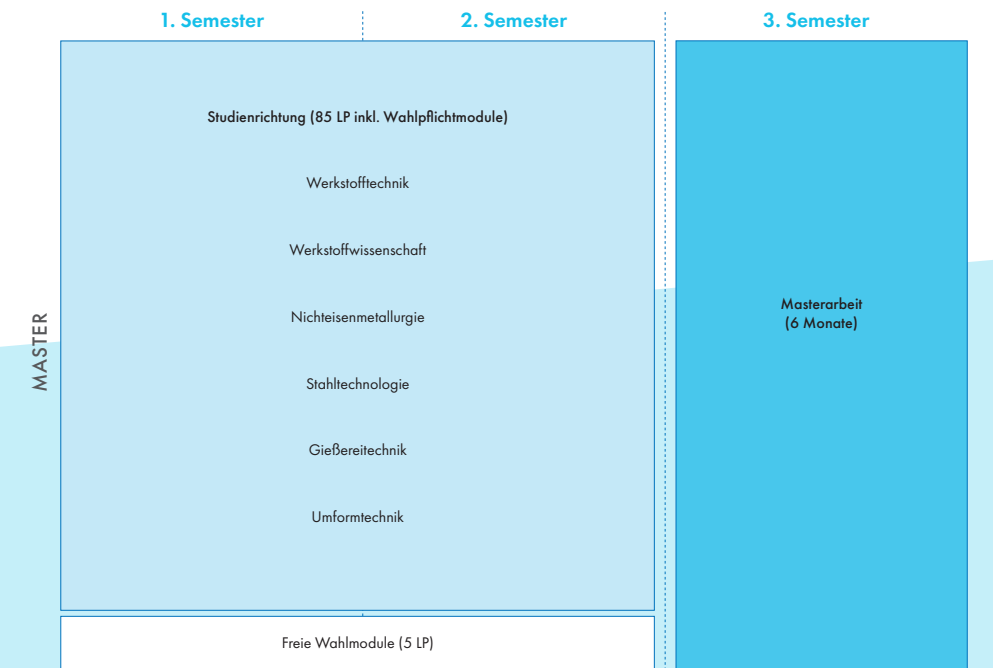 1. Semester
2. Semester
3. Semester
MASTER
Studienrichtung (85 LP inkl. Wahlpflichtmodule)
Werkstofftechnik
Werkstoffwissenschaft
Nichteisenmetallurgie
Stahltechnologie
Gießereitechnik
Umformtechnik
Freie Wahlmodule (5 LP)
Masterarbeit
(6 Monate)